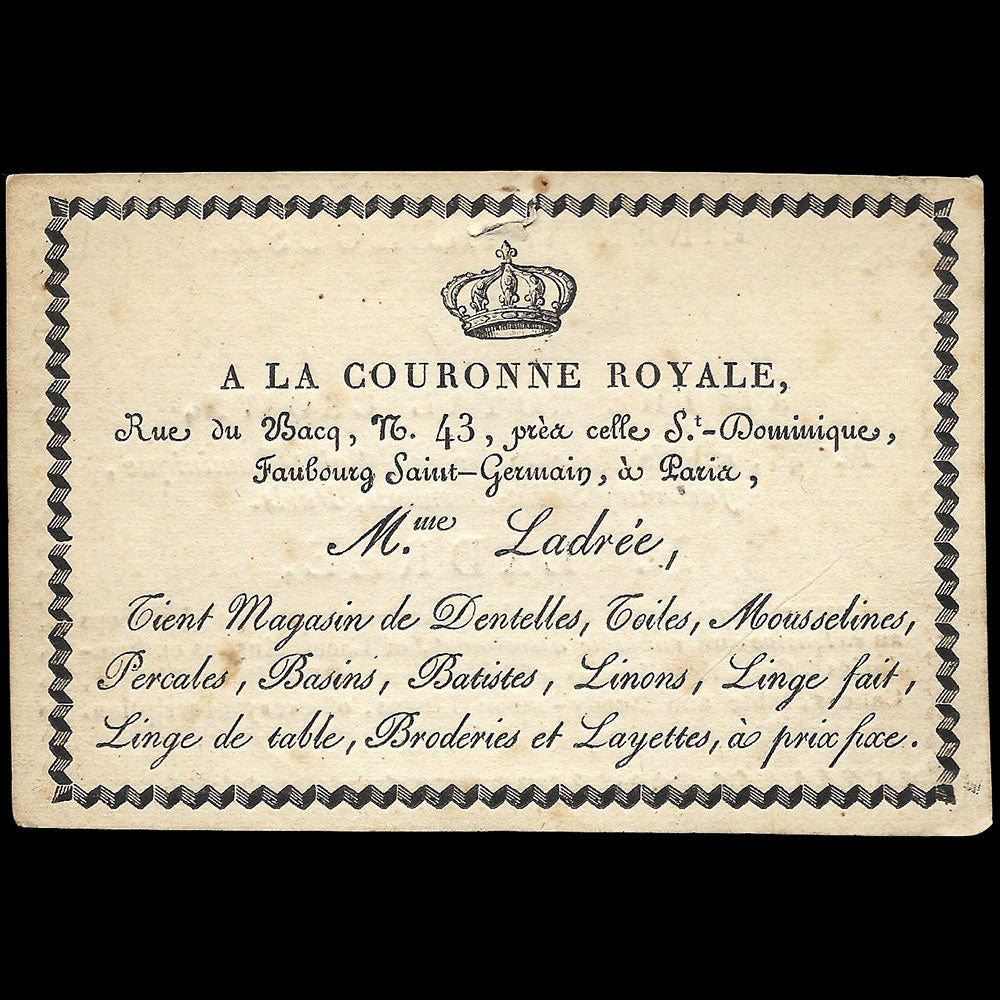 A LA COURONNE ROYALE,
Rue du Bacq, N. 43, près celle S.t-Dominique,
Faubourg Saint-Germain, à Paris,
M.me Ladrée,
Tient Magasin de Dentelles, Toiles, Mousselines,
Percales, Basins, Batistes, Linons, Linge fait,
Linge de table, Broderies et Layettes, à prix fixe.